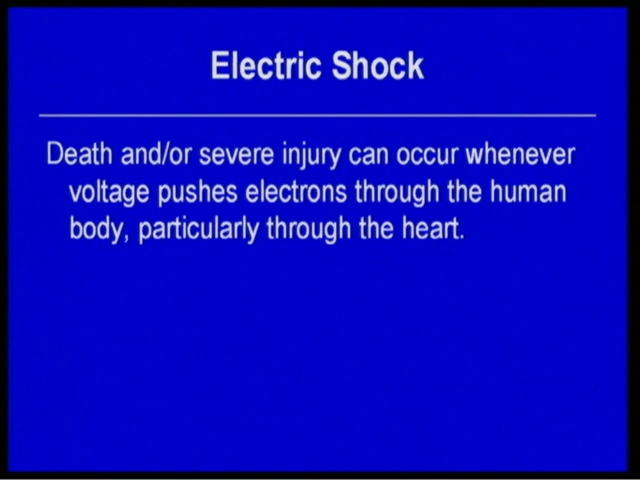 Electric Shock
Death and/or severe injury can occur whenever
voltage pushes electrons through the human
body, particularly through the heart.